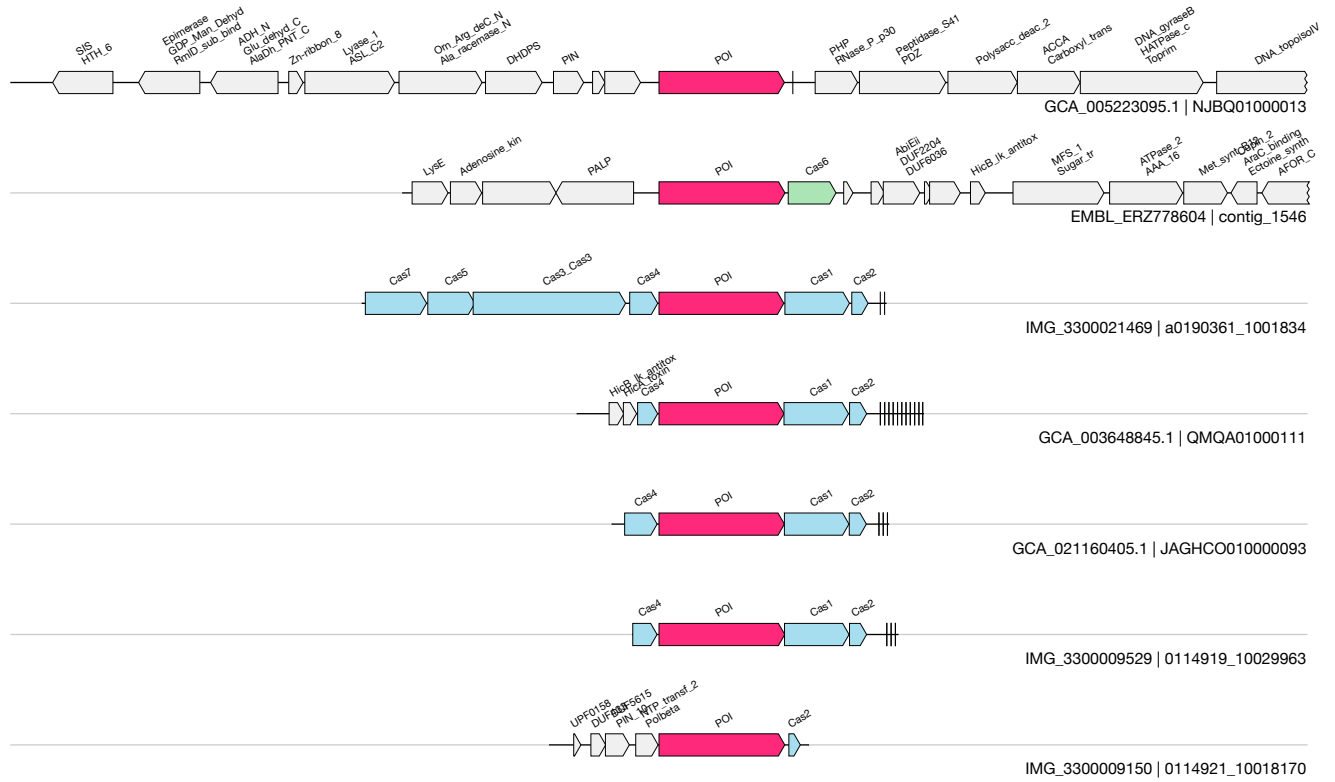 SIS
HTH_6
Epimerase
GDP_Man_Dehyd
RmlD_sub_bind
ADH_N
Glu_dehyd_C
AlaDh_PNT_C
Zn-ribbon_8
Lyase_1
ASL_C2
Orn_Arg_deC_N
Ala_racemase_N
DHDPS
PIN
POI
PHP
RNase_P_p30
Peptidase_S41
PDZ
Polysacc_deac_2
ACCA
Carboxyl_trans
DNA_gyraseB
HATPase_c
Toprim
DNA_topoisoIV
GCA_005223095.1 | NJBQ01000013
LysE
Adenosine_kin
PALP
POI
Cas6
AbiEii
DUF2204
DUF6036
HicB_lk_antitox
MFS_1
Sugar_tr
ATPase_2
AAA_16
AraC_binding
Ectoine_synth
AFOR_C
EMBL_ERZ778604 | contig_1546
Cas7
Cas5
Cas3_Cas3
Cas4
POI
Cas1
Cas2
IMG_3300021469 | a0190361_1001834
HicB_lk_antitox
HicA_toxin
Cas4
POI
Cas1
Cas2
GCA_003648845.1 | QMQA01000111
Cas4
POI
Cas1
Cas2
GCA_021160405.1 | JAGHCO010000093
Cas4
POI
Cas1
Cas2
IMG_3300009529 | 0114919_10029963
UPF0158
PIN_10
NTP_transf_2
Polbeta
POI
Cas2
IMG_3300009150 | 0114921_10018170